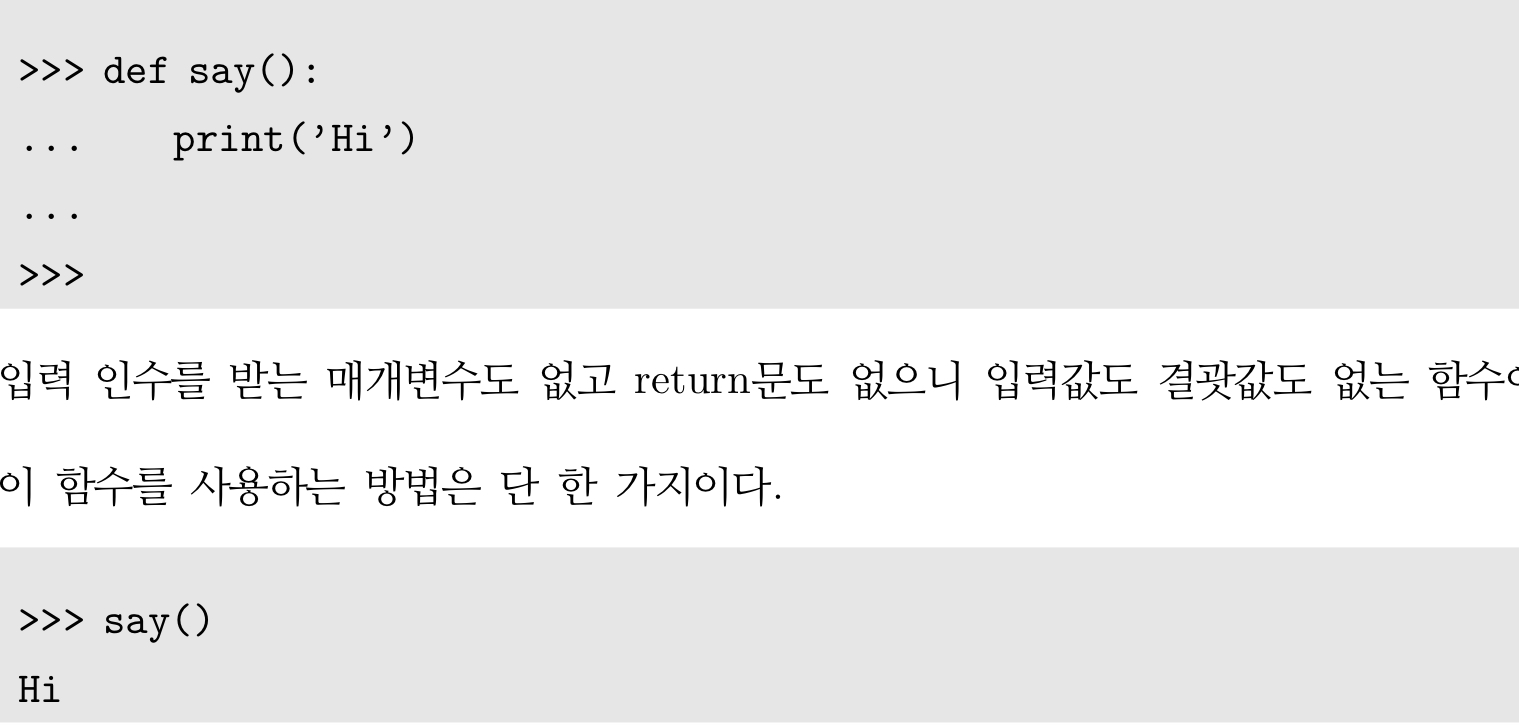 >>> def say():
...    print('Hi')
...
>>>
입력 인수를 받는 매개변수도 없고 return문도 없으니 입력값도 결괏값도 없는
이 함수를 사용하는 방법은 단 한 가지이다.
>>> say()
Hi